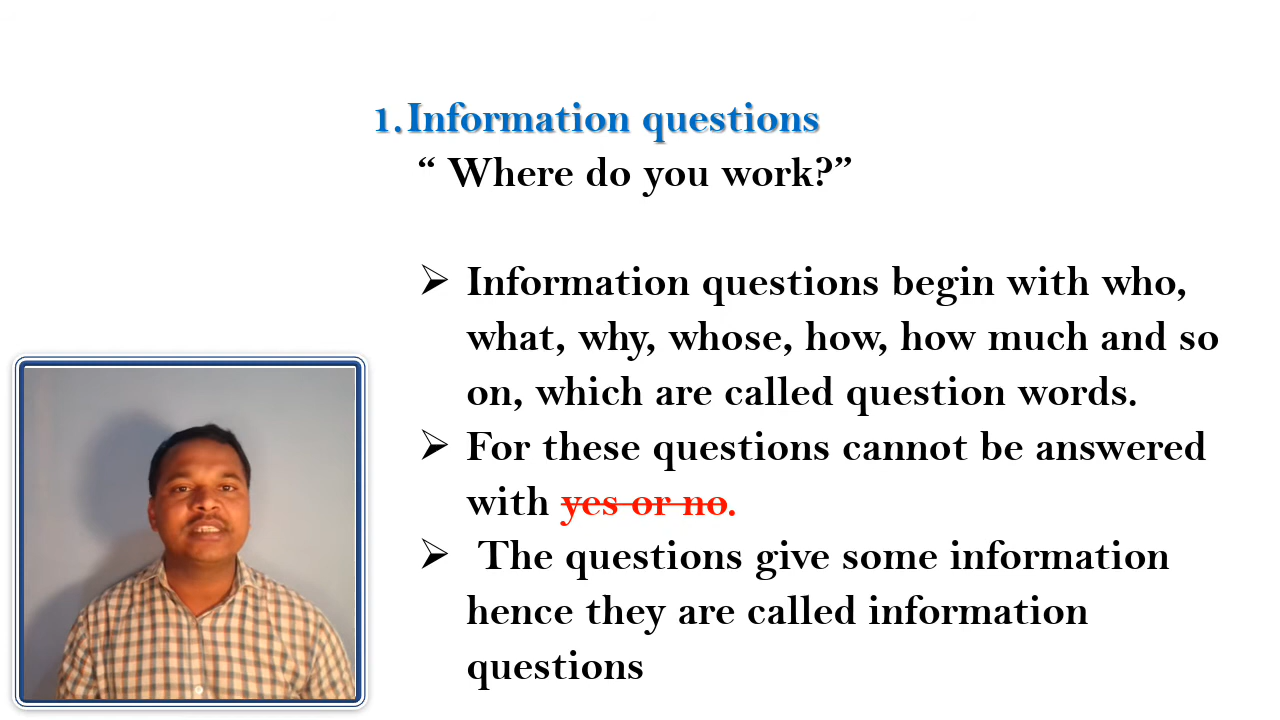 1.Information questions
“ Where do you work?”
➢ Information questions begin with who,
what, why, whose, how, how much and so
on, which are called question words.
➢ For these questions cannot be answered
with yes or no.
➢ The questions give some information
hence they are called information
questions